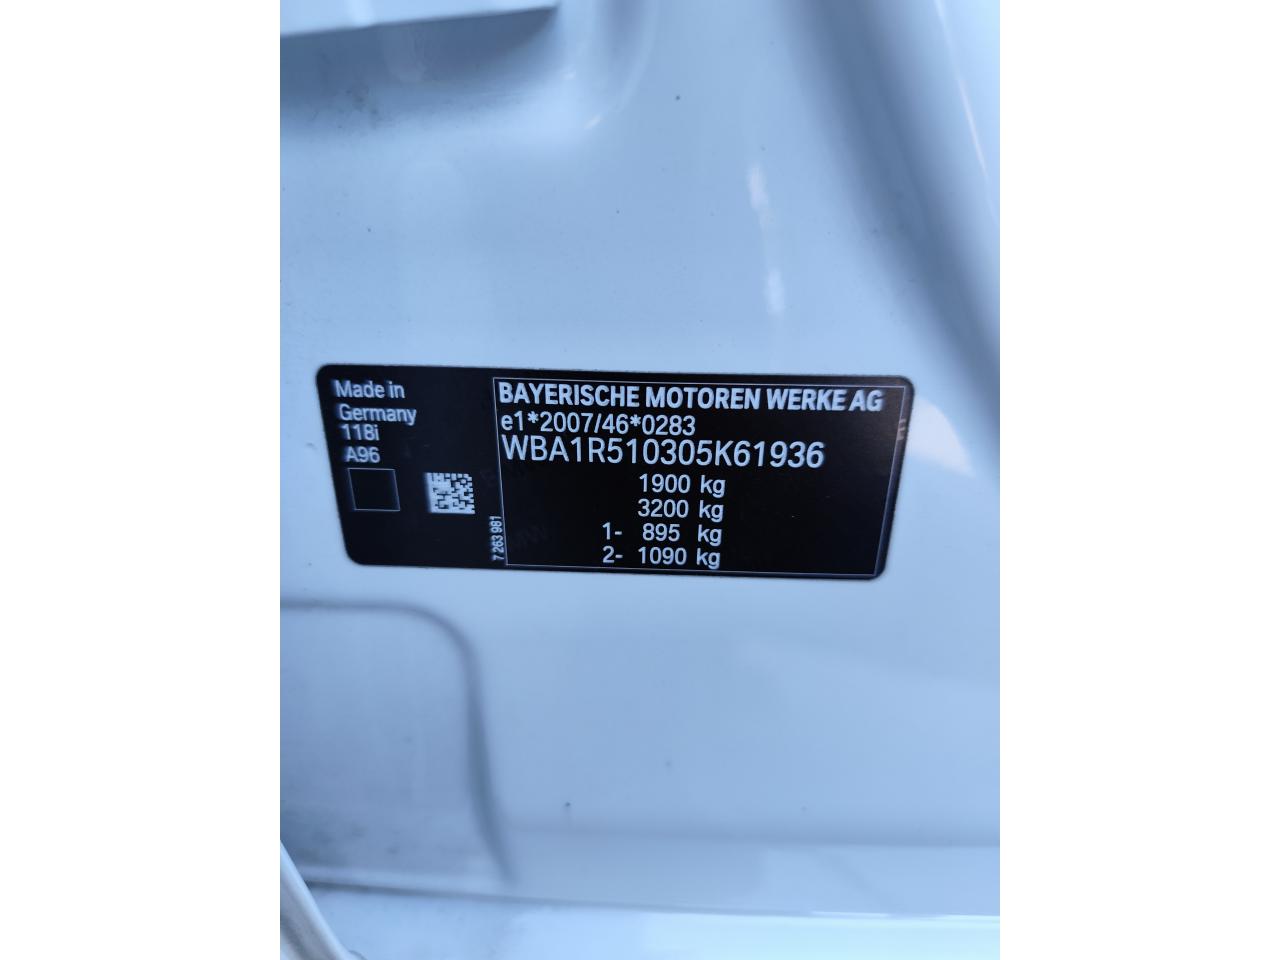 Made in
Germany
118i
A96
7 263 981
BAYERISCHE MOTOREN WERKE AG
e1*2007/46*0283
WBA1R510305K61936
1900 kg
3200 kg
1- 895 kg
2- 1090 kg